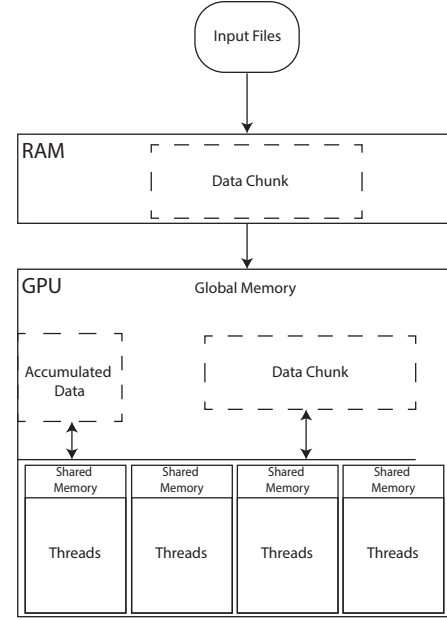 Input Files
RAM
Data Chunk
GPU
Global Memory
Accumulated
Data
Data Chunk
Shared
Memory
Shared
Memory
Shared
Memory
Shared
Memory
Threads
Threads
Threads
Threads